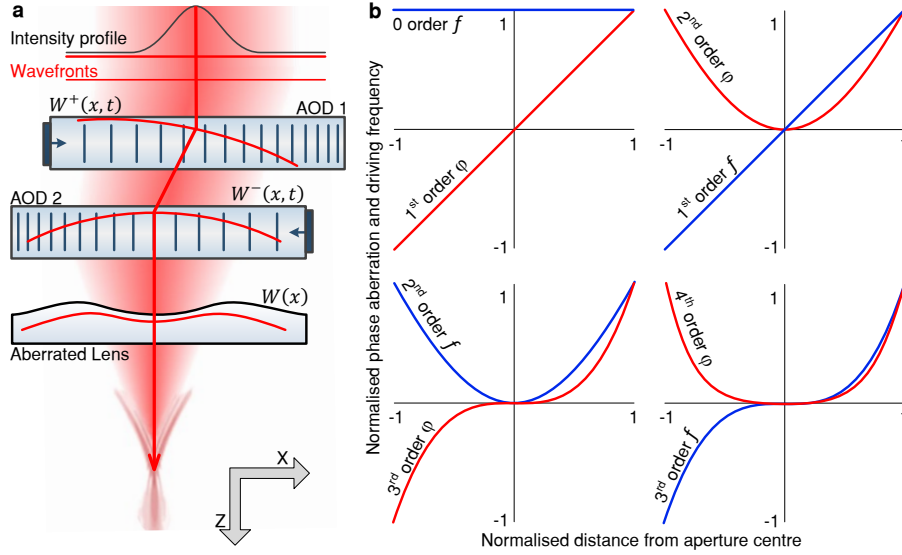 a
Intensity profile
Wavefronts
W⁺(x,t)
AOD 1
AOD 2
W⁻(x,t)
W(x)
Aberrated Lens
X
Z
b
Normalised phase aberration and driving frequency
0 order f
1
-1
1
1st order φ
-1
2nd order φ
1
-1
1
1st order f
-1
2nd order f
1
-1
1
3rd order φ
-1
4th order φ
1
-1
1
3rd order f
-1
Normalised distance from aperture centre